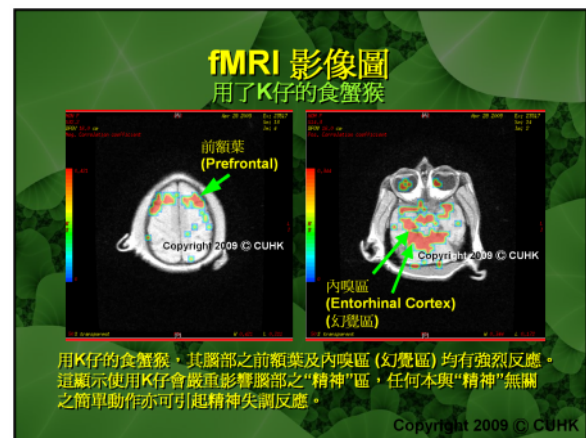 fMRI 影像圖
用了K仔的食蟹猴
前額葉
(Prefrontal)
Copyright 2009 © CUHK
內嗅區
(Entorhinal Cortex)
(幻覺區)
Copyright 2009 © CUHK
用K仔的食蟹猴，其腦部之前額葉及內嗅區 (幻覺區) 均有強烈反應。
這顯示使用K仔會嚴重影響腦部之“精神”區，任何本與“精神”無關
之簡單動作亦可引起精神失調反應。
Copyright 2009 © CUHK